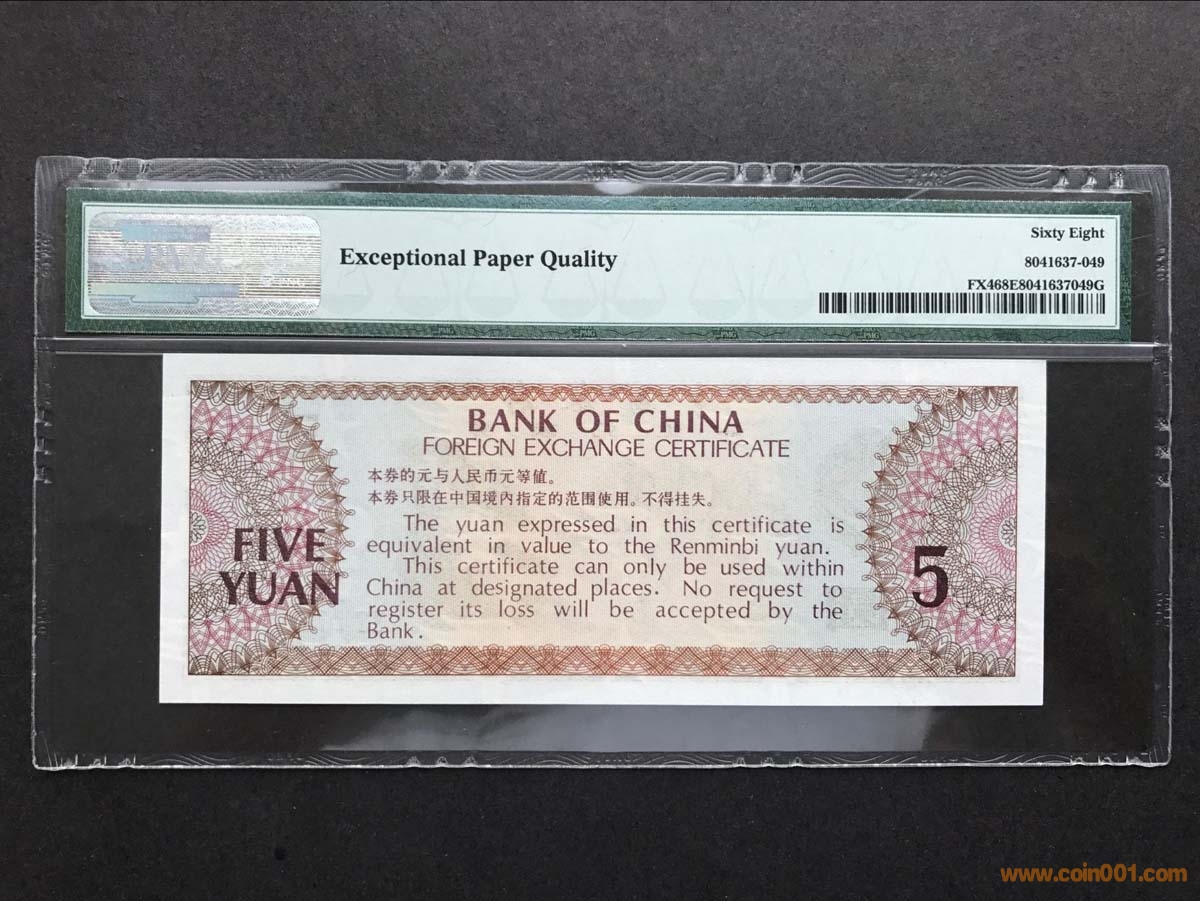 Sixty Eight
Exceptional Paper Quality
8041637-049
FX468E8041637049G
BANK OF CHINA
FOREIGN EXCHANGE CERTIFICATE
本券的元与人民币元等値。
本券只限在中国境内指定的范围使用。不得挂失。
The yuan expressed in this certificate is
equivalent in value to the Renminbi yuan.
This certificate can only be used within
China at designated places. No request to
register its loss will be accepted by the
Bank.
FIVE
YUAN
5
www.coin001.com